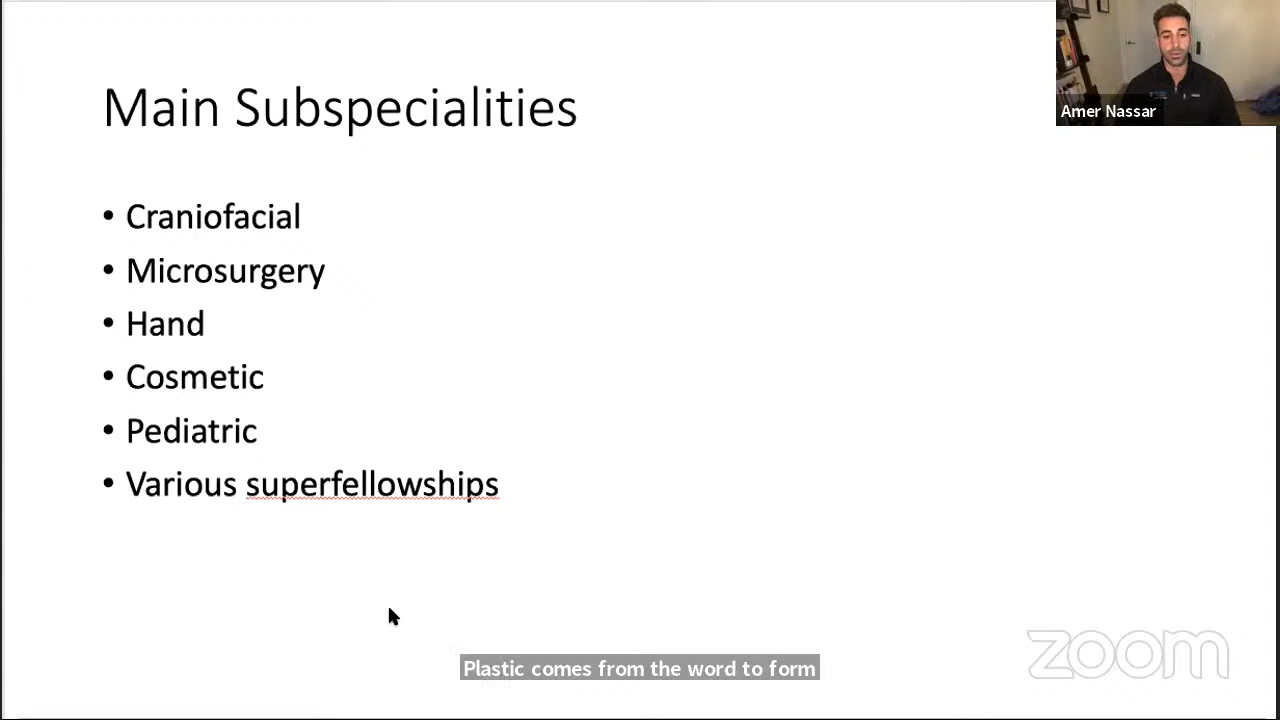 Main Subspecialities
Amer Nassar
• Craniofacial
• Microsurgery
• Hand
• Cosmetic
• Pediatric
• Various superfellowships
Plastic comes from the word to form
zoom